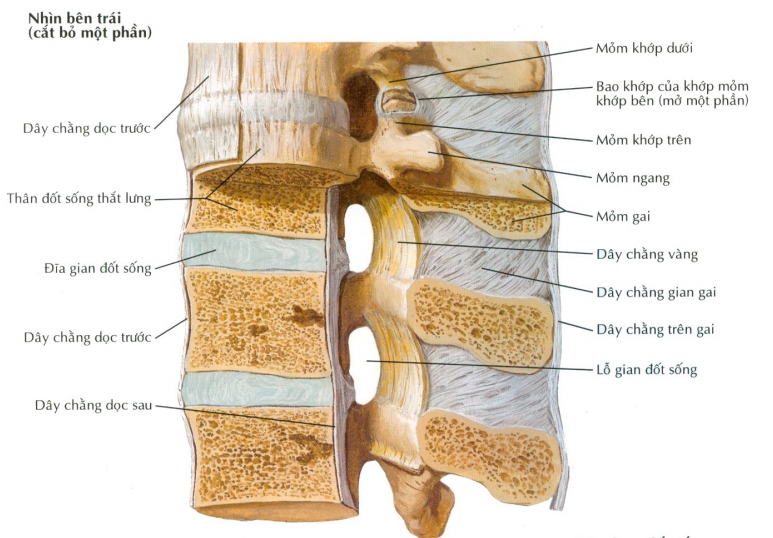 Nhìn bên trái
(cắt bỏ một phần)
Dây chằng dọc trước
Thân đốt sống thắt lưng
Đĩa gian đốt sống
Dây chằng dọc trước
Dây chằng dọc sau
Mỏm khớp dưới
Bao khớp của khớp mỏm
khớp bên (mở một phần)
Mỏm khớp trên
Mỏm ngang
Mỏm gai
Dây chằng vàng
Dây chằng gian gai
Dây chằng trên gai
Lỗ gian đốt sống